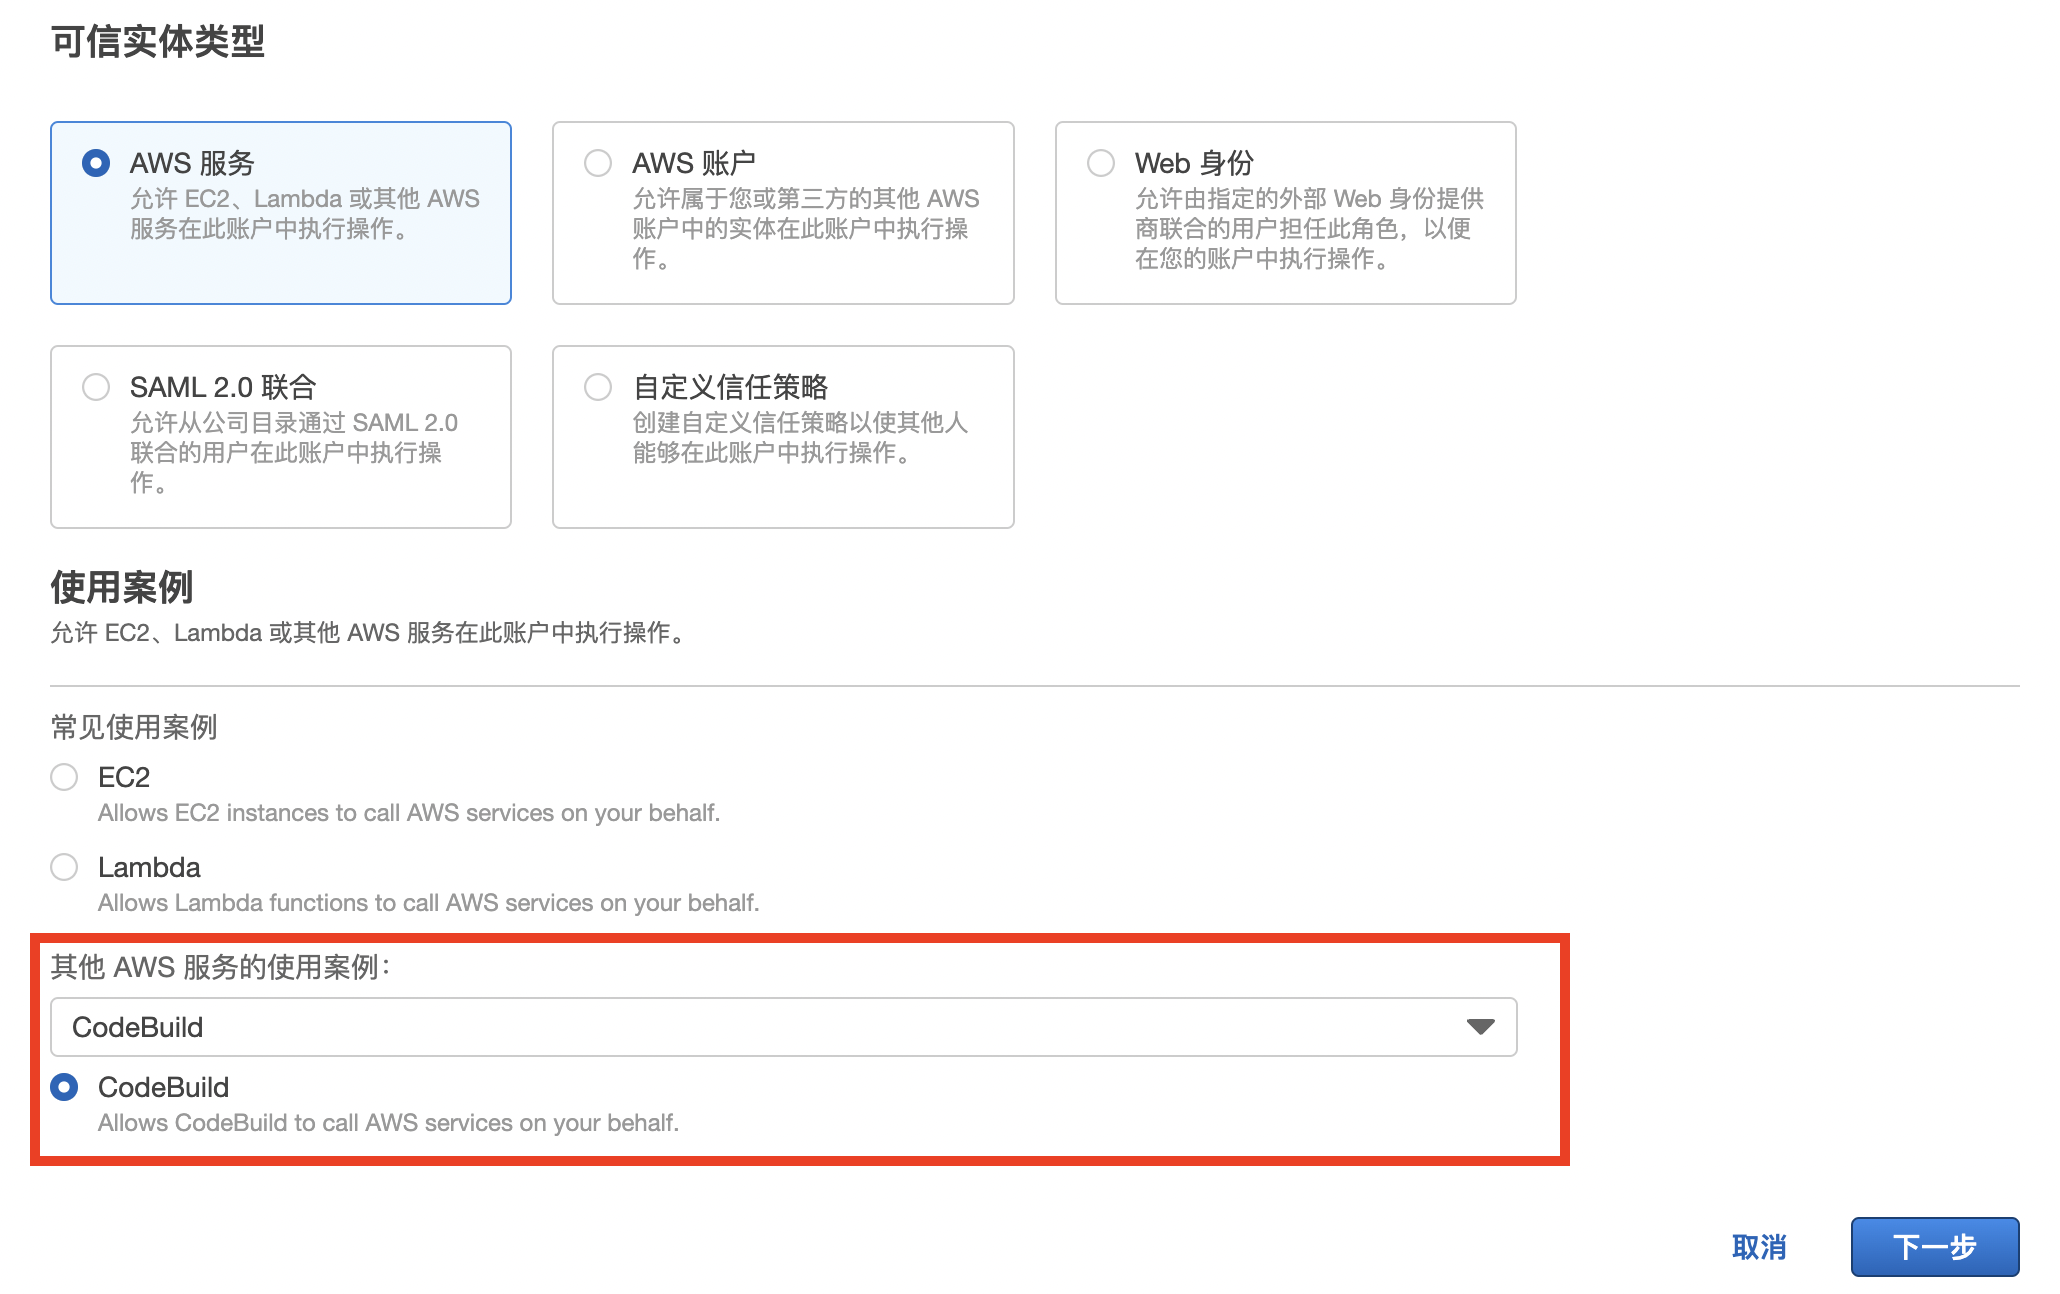 可信实体类型
AWS 服务
允许 EC2、Lambda 或其他 AWS
服务在此账户中执行操作。
AWS 账户
允许属于您或第三方的其他 AWS
账户中的实体在此账户中执行操
作。
Web 身份
允许由指定的外部 Web 身份提供
商联合的用户担任此角色，以便
在您的账户中执行操作。
SAML 2.0 联合
允许从公司目录通过 SAML 2.0
联合的用户在此账户中执行操
作。
自定义信任策略
创建自定义信任策略以使其他人
能够在此账户中执行操作。
使用案例
允许 EC2、Lambda 或其他 AWS 服务在此账户中执行操作。
常见使用案例
EC2
Allows EC2 instances to call AWS services on your behalf.
Lambda
Allows Lambda functions to call AWS services on your behalf.
其他 AWS 服务的使用案例：
CodeBuild
CodeBuild
Allows CodeBuild to call AWS services on your behalf.
取消
下一步